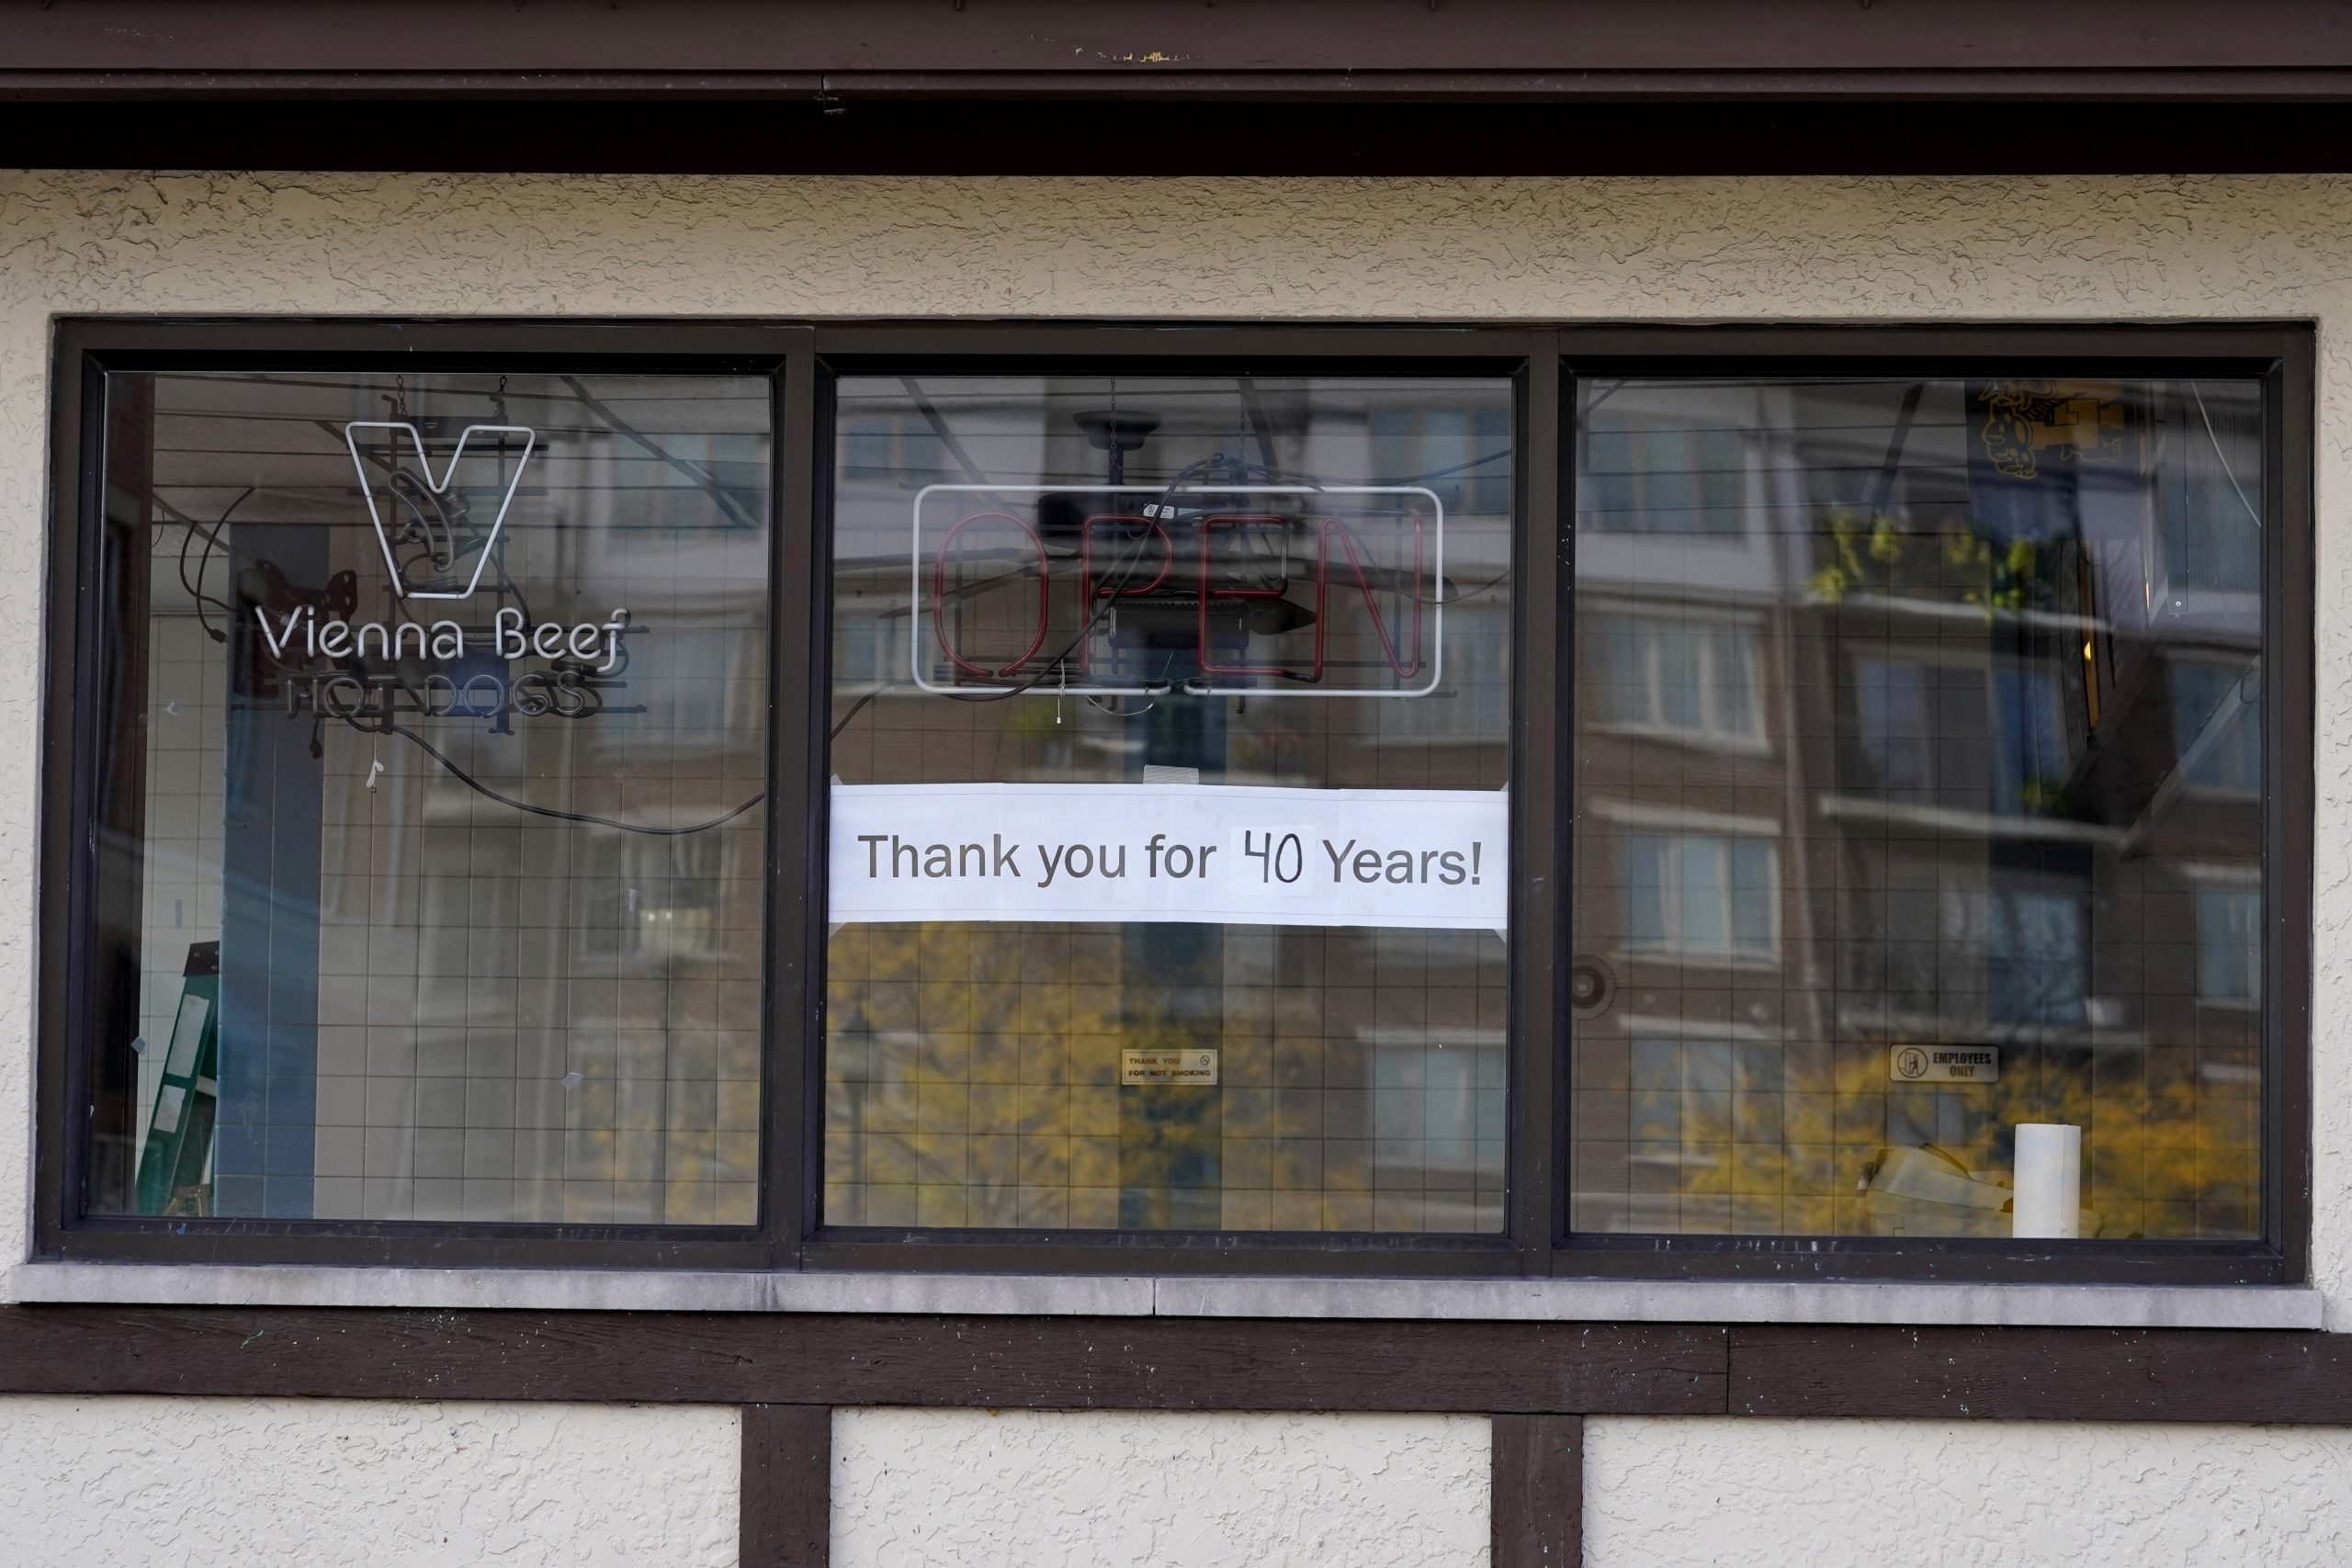 Vienna Beef
HOT DOGS
OPEN
Thank you for 40 Years!
THANK YOU
FOR NOT SMOKING
EMPLOYEES
ONLY